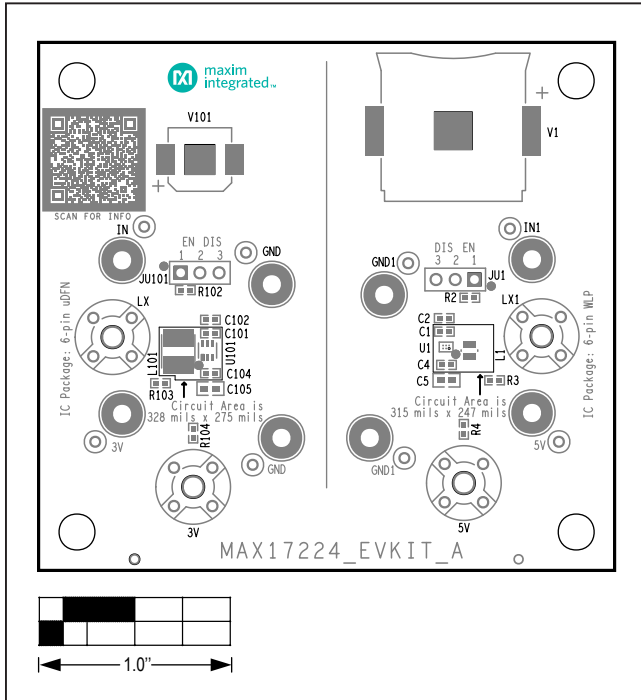 maxim
integrated™
V101
+
+
V1
SCAN FOR INFO
IN
EN DIS
1 2 3
GND
JU101
R102
IN1
DIS EN
3 2 1
GND1
JU1
R2
LX
LX1
IC Package: 6-pin uDFN
IC Package: 6-pin WLP
C102
C101
U101
L101
C104
C105
R103
Circuit Area is
328 mils x 275 mils
C2
C1
U1
L1
C4
C5
R3
Circuit Area is
315 mils x 247 mils
3V
R104
GND
3V
GND1
R4
5V
5V
MAX17224_EVKIT_A
1.0”